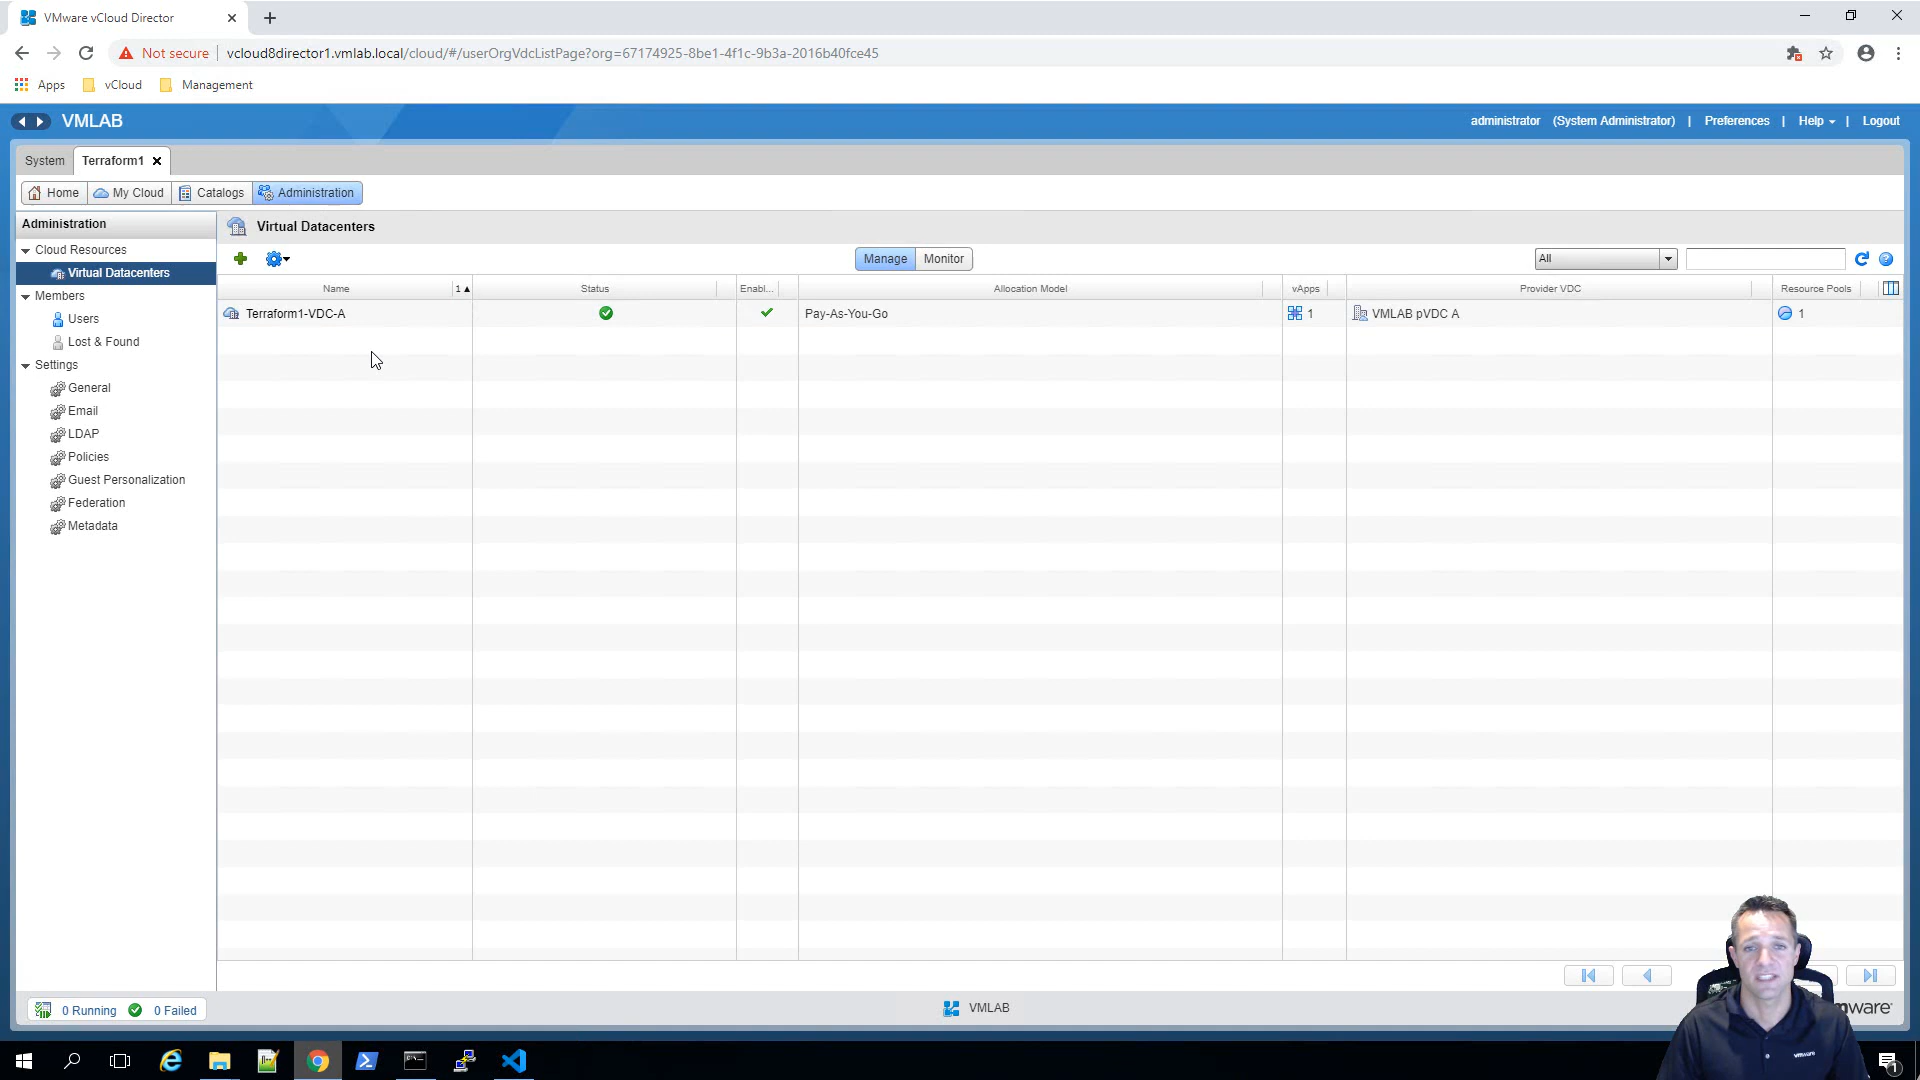 VMware vCloud Director
Not secure
vcloud8director1.vmlab.local/cloud/#/userOrgVdcListPage?org=67174925-8be1-4f1c-9b3a-2016b40fce45
Apps
vCloud
Management
VMLAB
administrator (System Administrator) | Preferences | Help | Logout
System
Terraform1
Home
My Cloud
Catalogs
Administration
Administration
Virtual Datacenters
Cloud Resources
Virtual Datacenters
Members
Users
Lost & Found
Settings
General
Email
LDAP
Policies
Guest Personalization
Federation
Metadata
Manage
Monitor
All
Name 1 Status Enabl... Allocation Model vApps Provider VDC Resource Pools
Terraform1-VDC-A Pay-As-You-Go 1 VMLAB pVDC A 1
0 Running 0 Failed
VMLAB
mware
vmware
1